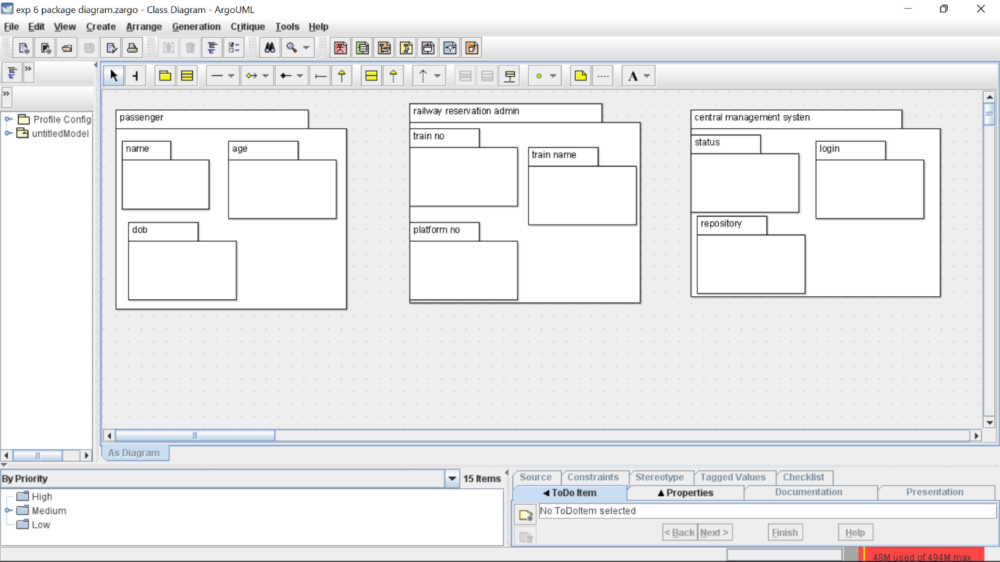 exp 6 package diagram.zargo - Class Diagram - ArgoUML
File Edit View Create Arrange Generation Critique Tools Help
A
Profile Config
untitledModel
passenger
name
age
dob
railway reservation admin
train no
train name
platform no
central management systen
status
login
repository
As Diagram
By Priority
15 Items
High
Medium
Low
Source Constraints Stereotype Tagged Values Checklist
ToDo Item Properties Documentation Presentation
No ToDoItem selected
< Back Next > Finish Help
48M used of 494M max